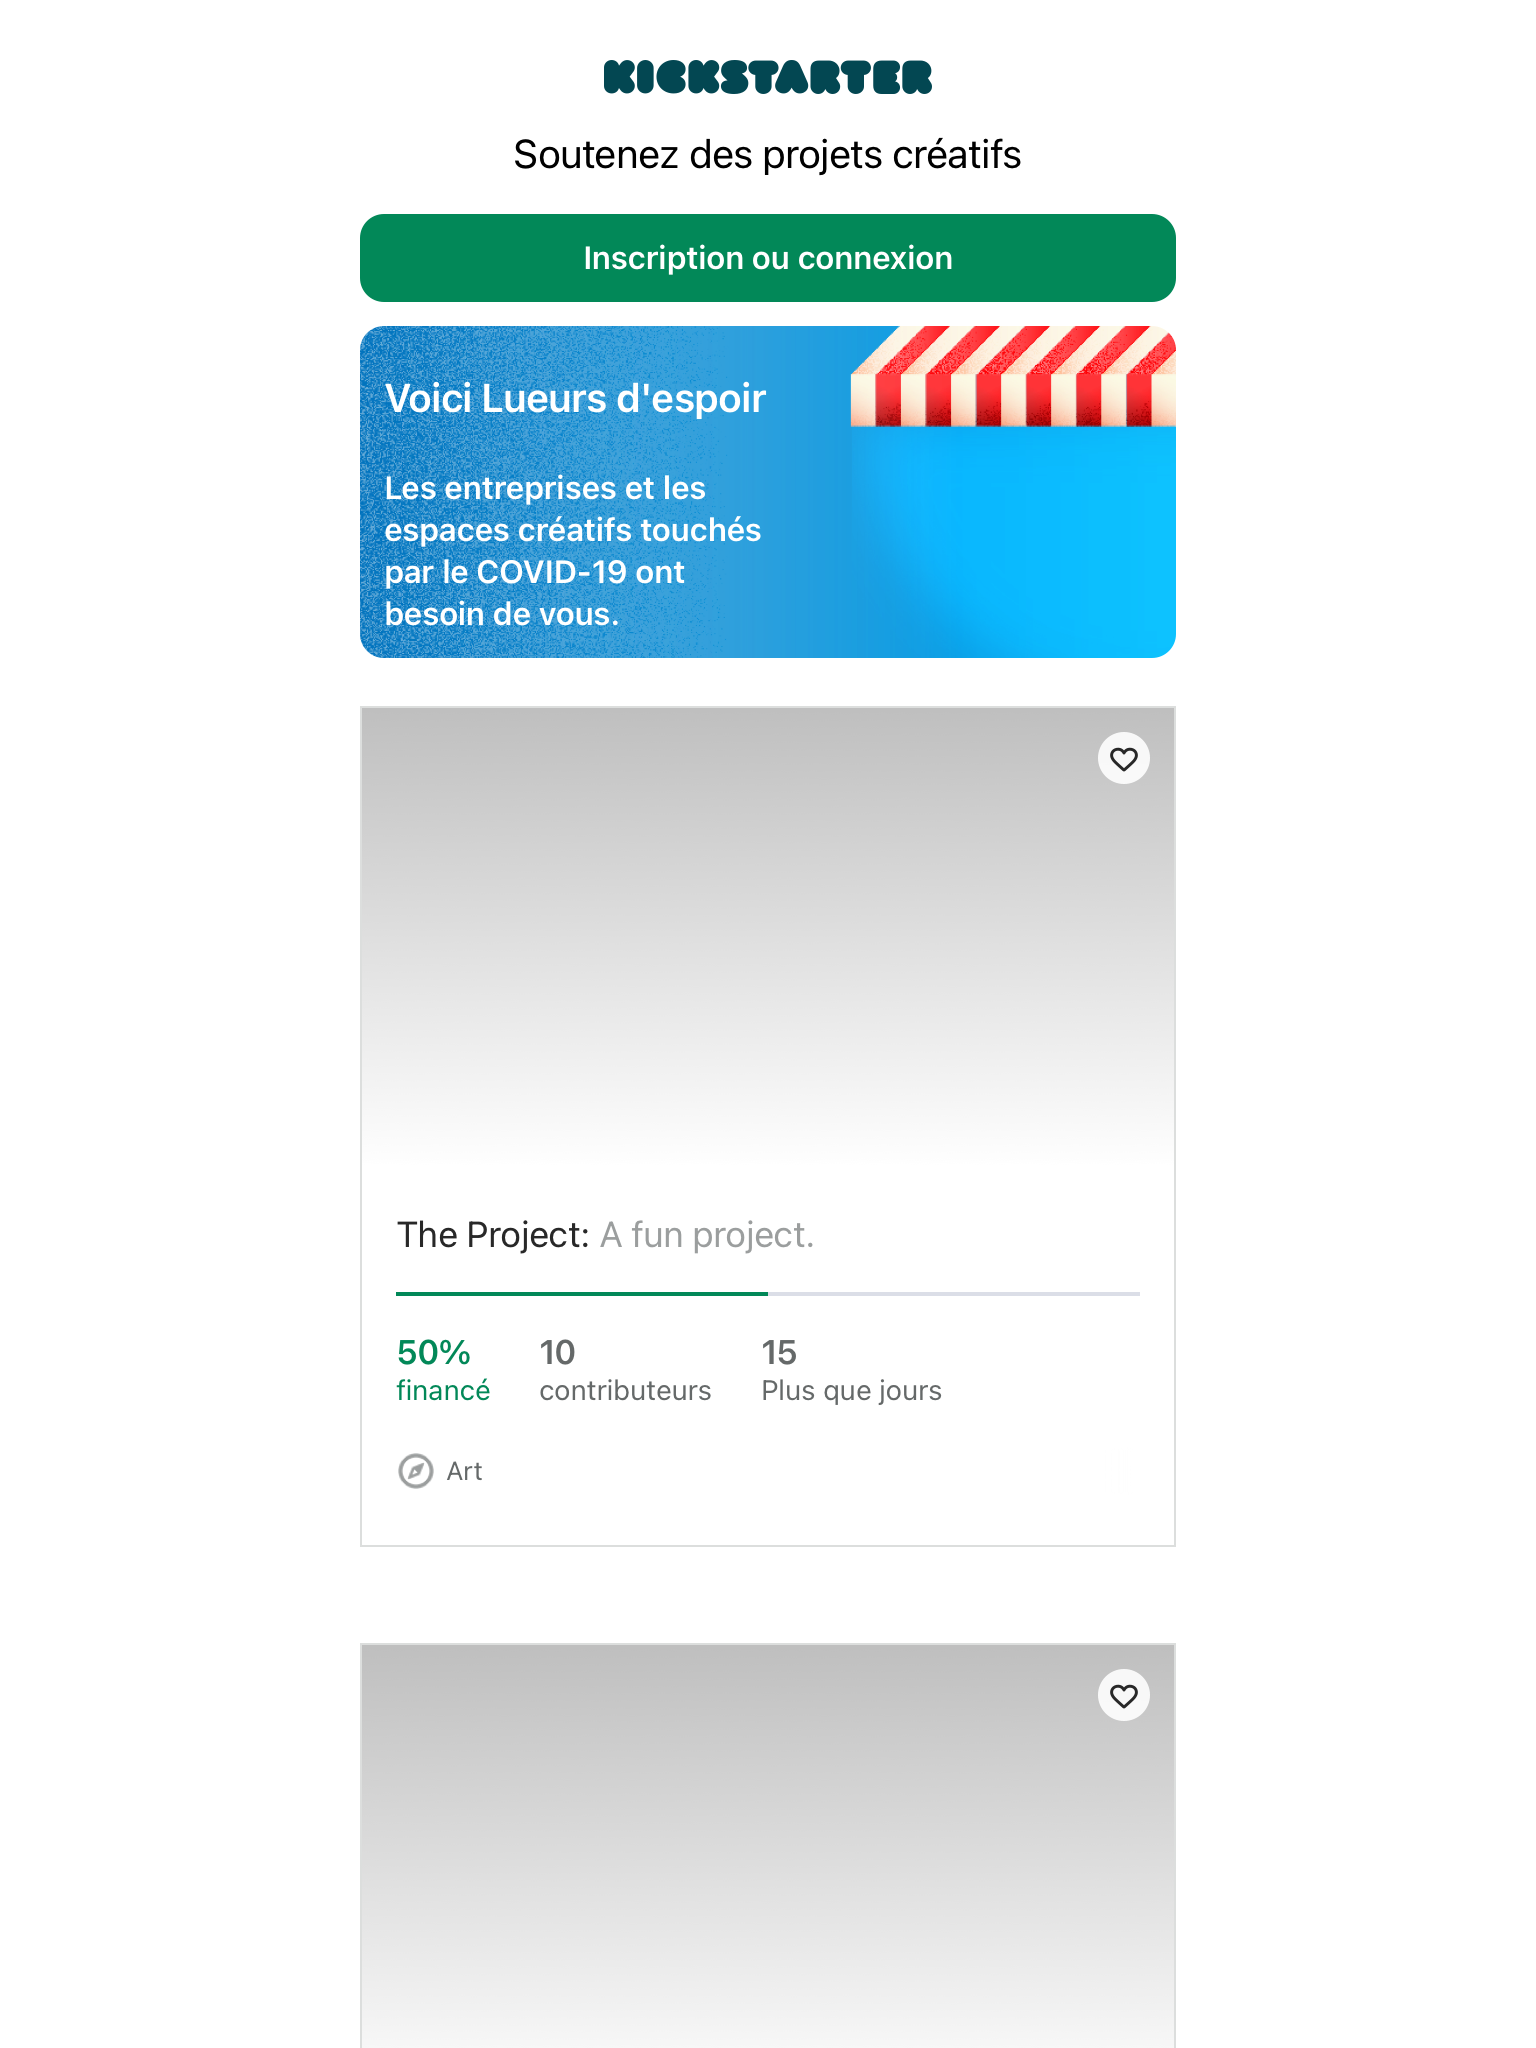 KICKSTARTER
Soutenez des projets créatifs
Inscription ou connexion
Voici Lueurs d'espoir
Les entreprises et les
espaces créatifs touchés
par le COVID-19 ont
besoin de vous.
The Project: A fun project.
50% 10 15
financé contributeurs Plus que jours
Art